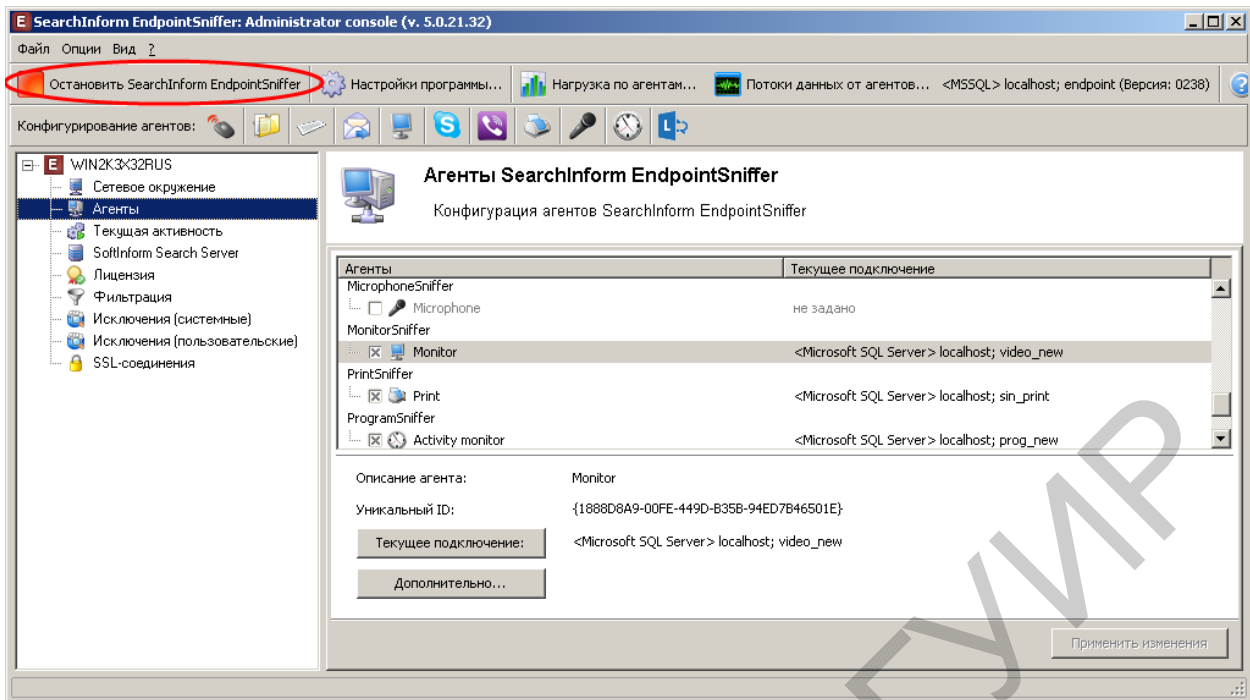 SearchInform EndpointSniffer: Administrator console (v. 5.0.21.32)
Файл Опции Вид ?
Остановить SearchInform EndpointSniffer Настройки программы... Нагрузка по агентам... Потоки данных от агентов... <MSSQL> localhost; endpoint (Версия: 0238)
Конфигурирование агентов:
WIN2K3X32RUS
Сетевое окружение
Агенты
Текущая активность
SoftInform Search Server
Лицензия
Фильтрация
Исключения (системные)
Исключения (пользовательские)
SSL-соединения
Агенты SearchInform EndpointSniffer
Конфигурация агентов SearchInform EndpointSniffer
Агенты Текущее подключение
MicrophoneSniffer
Microphone не задано
MonitorSniffer
Monitor <Microsoft SQL Server> localhost; video_new
PrintSniffer
Print <Microsoft SQL Server> localhost; sin_print
ProgramSniffer
Activity monitor <Microsoft SQL Server> localhost; prog_new
Описание агента: Monitor
Уникальный ID: {1888D8A9-00FE-449D-B35B-94ED7B46501E}
Текущее подключение: <Microsoft SQL Server> localhost; video_new
Дополнительно...
Применить изменения
ГУИР